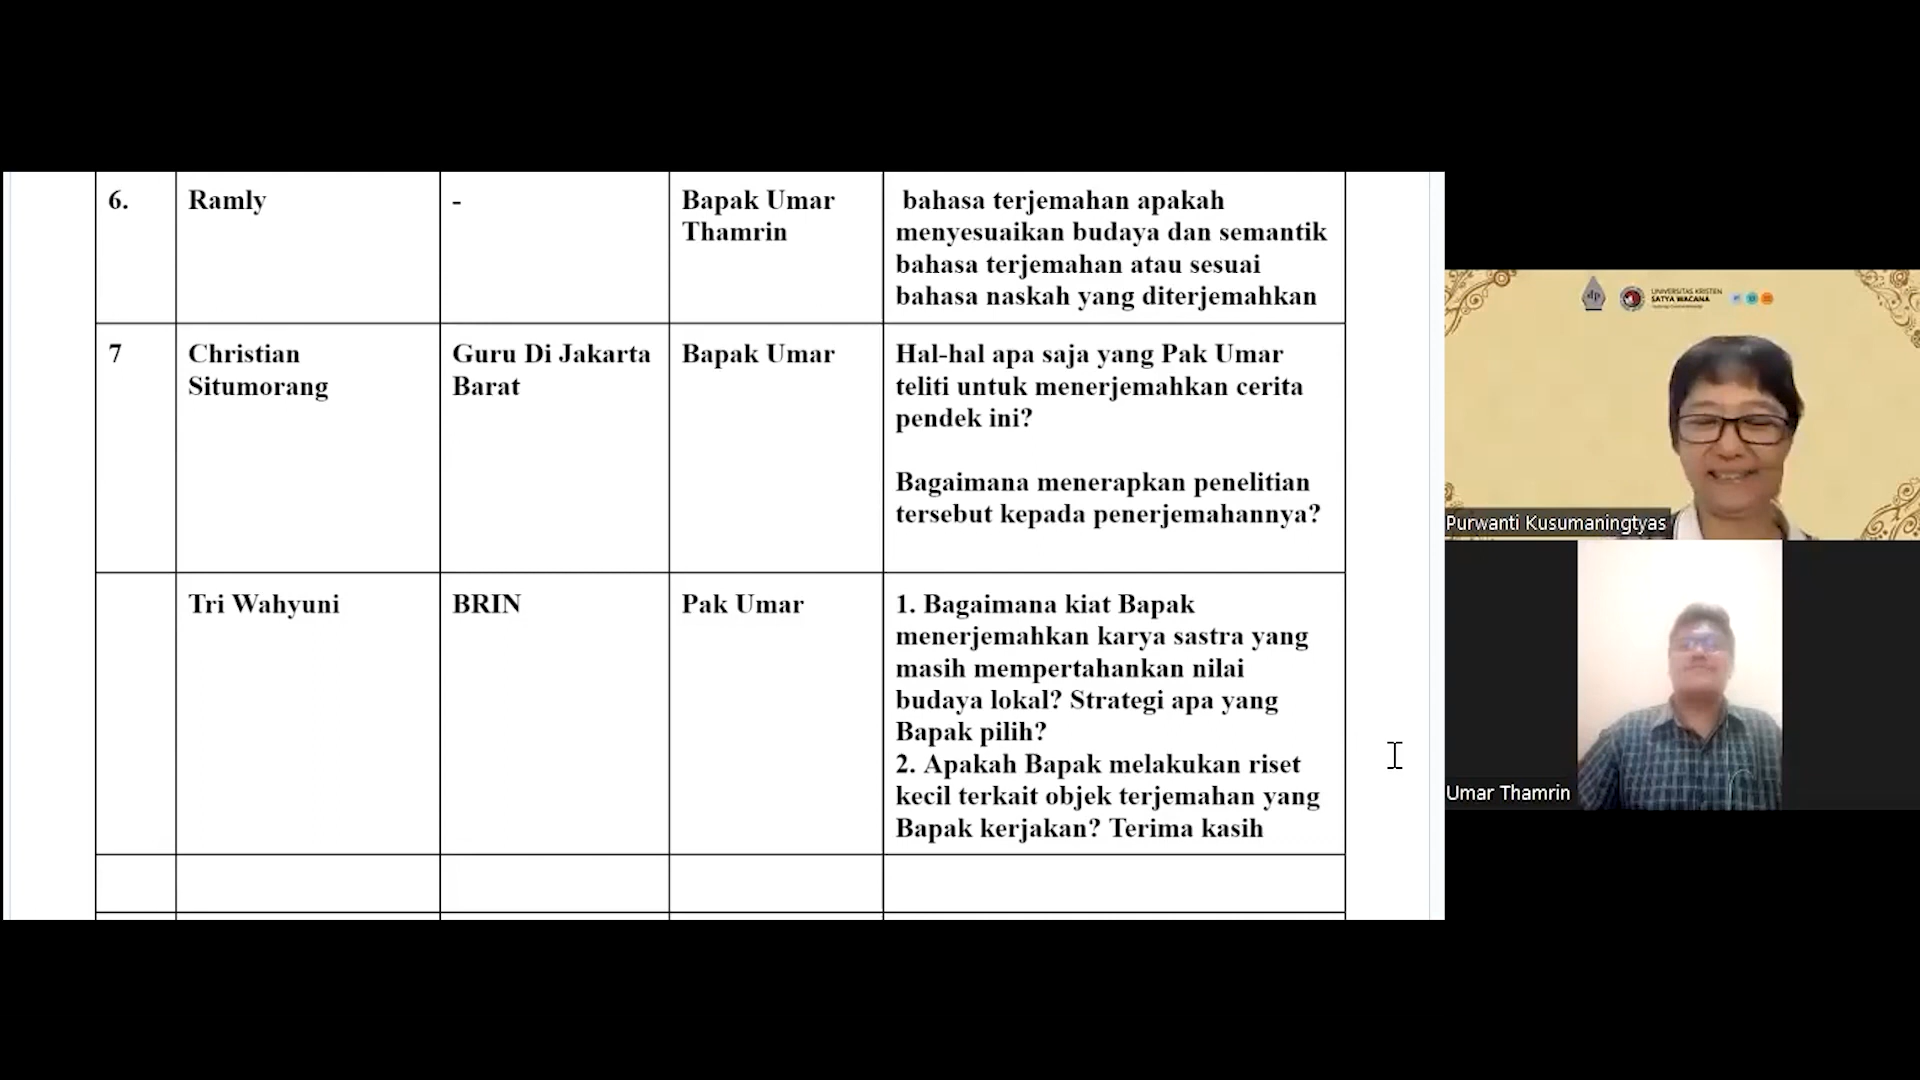 6.
Ramly
-
Bapak Umar
Thamrin
bahasa terjemahan apakah
menyesuaikan budaya dan semantik
bahasa terjemahan atau sesuai
bahasa naskah yang diterjemahkan
7
Christian
Situmorang
Guru Di Jakarta
Barat
Bapak Umar
Hal-hal apa saja yang Pak Umar
teliti untuk menerjemahkan cerita
pendek ini?
Bagaimana menerapkan penelitian
tersebut kepada penerjemahannya?
Tri Wahyuni
BRIN
Pak Umar
1. Bagaimana kiat Bapak
menerjemahkan karya sastra yang
masih mempertahankan nilai
budaya lokal? Strategi apa yang
Bapak pilih?
2. Apakah Bapak melakukan riset
kecil terkait objek terjemahan yang
Bapak kerjakan? Terima kasih
UNIVERSITAS KRISTEN
SATYA WACANA
Purwanti Kusumaningtyas
Umar Thamrin